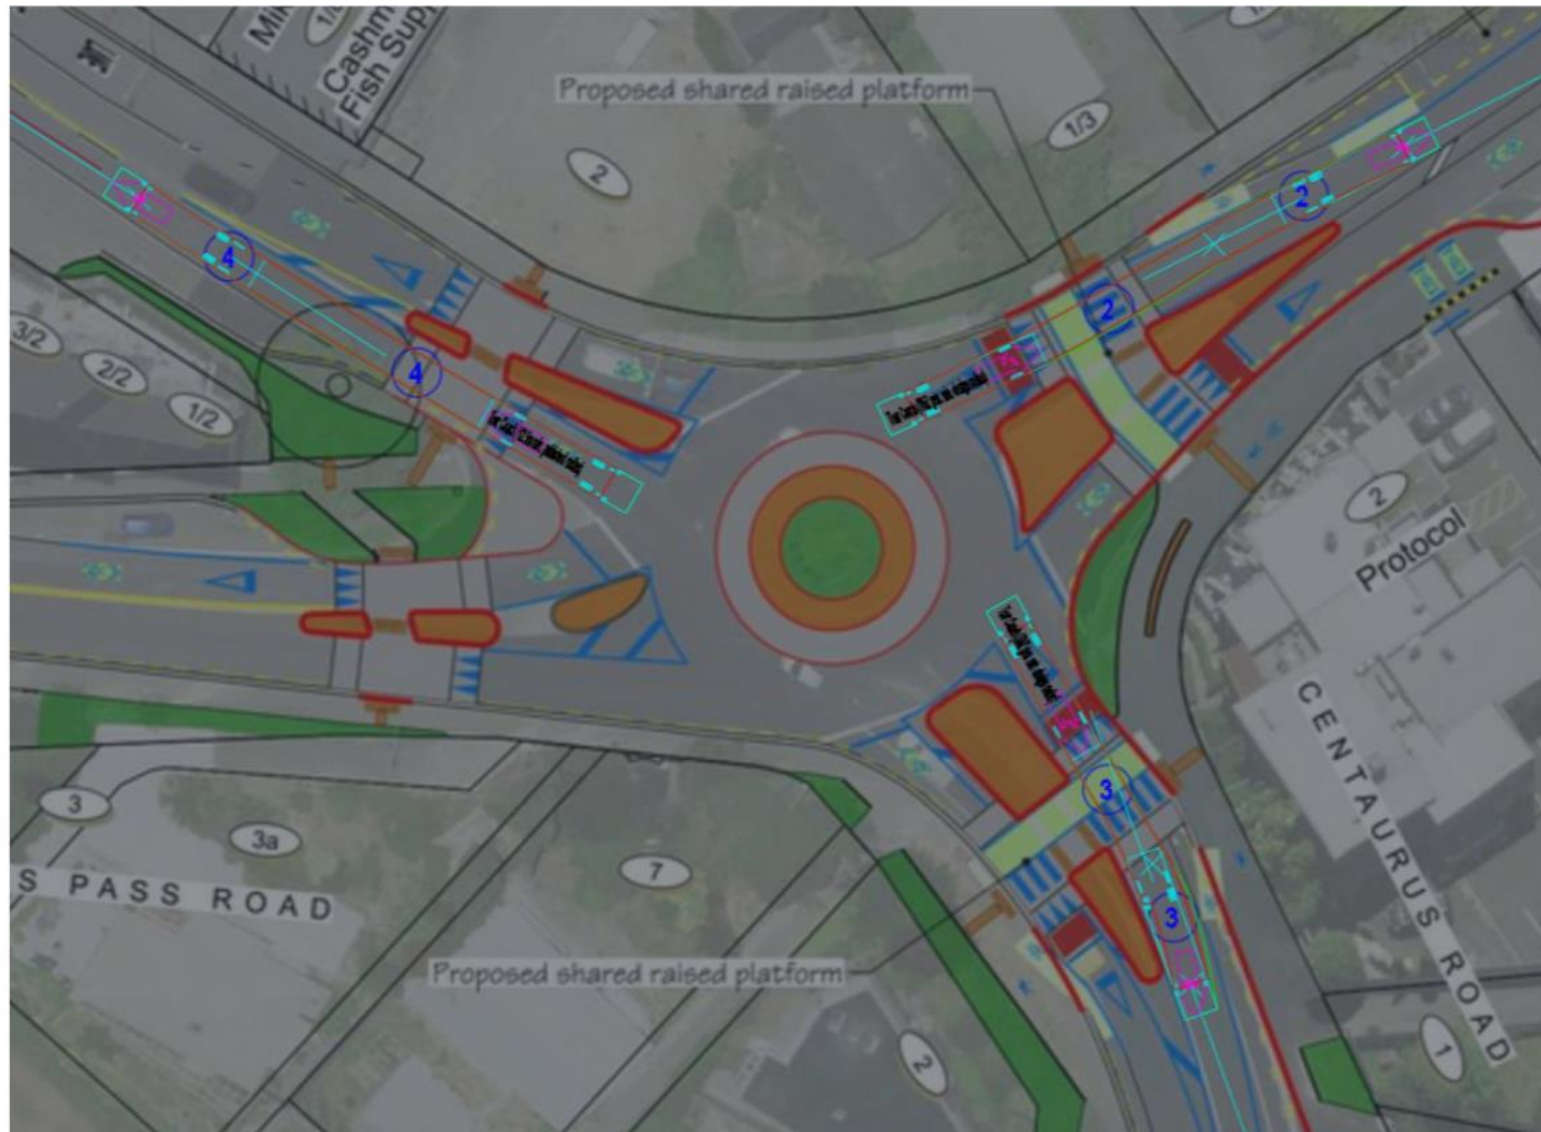 Cashm
Fish Supp
Proposed shared raised platform
1/3
2
2
4
2
3/2
2/2
1/2
4
2
Protocol
3
3
3a
7
S PASS ROAD
CENTAURUS ROAD
3
Proposed shared raised platform
2
1